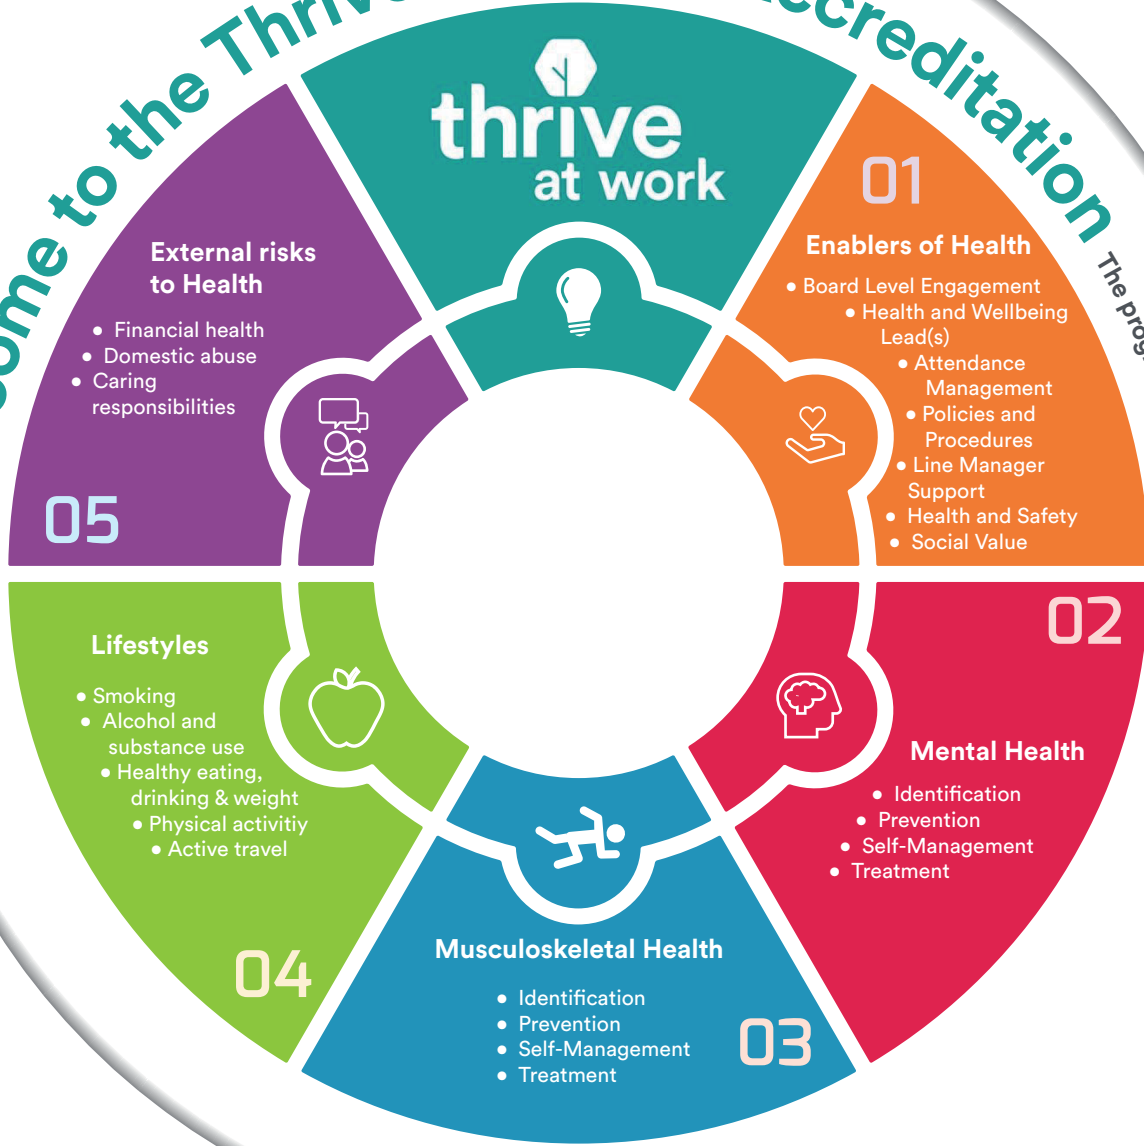 ome to the Thrive
ccreditation
The prog
thrive
at work
01
Enablers of Health
• Board Level Engagement
• Health and Wellbeing
Lead(s)
• Attendance
Management
• Policies and
Procedures
• Line Manager
Support
• Health and Safety
• Social Value
02
Mental Health
• Identification
• Prevention
• Self-Management
• Treatment
Musculoskeletal Health
• Identification
• Prevention
• Self-Management
• Treatment
03
Lifestyles
• Smoking
• Alcohol and
substance use
• Healthy eating,
drinking & weight
• Physical activitiy
• Active travel
04
External risks
to Health
• Financial health
• Domestic abuse
• Caring
responsibilities
05